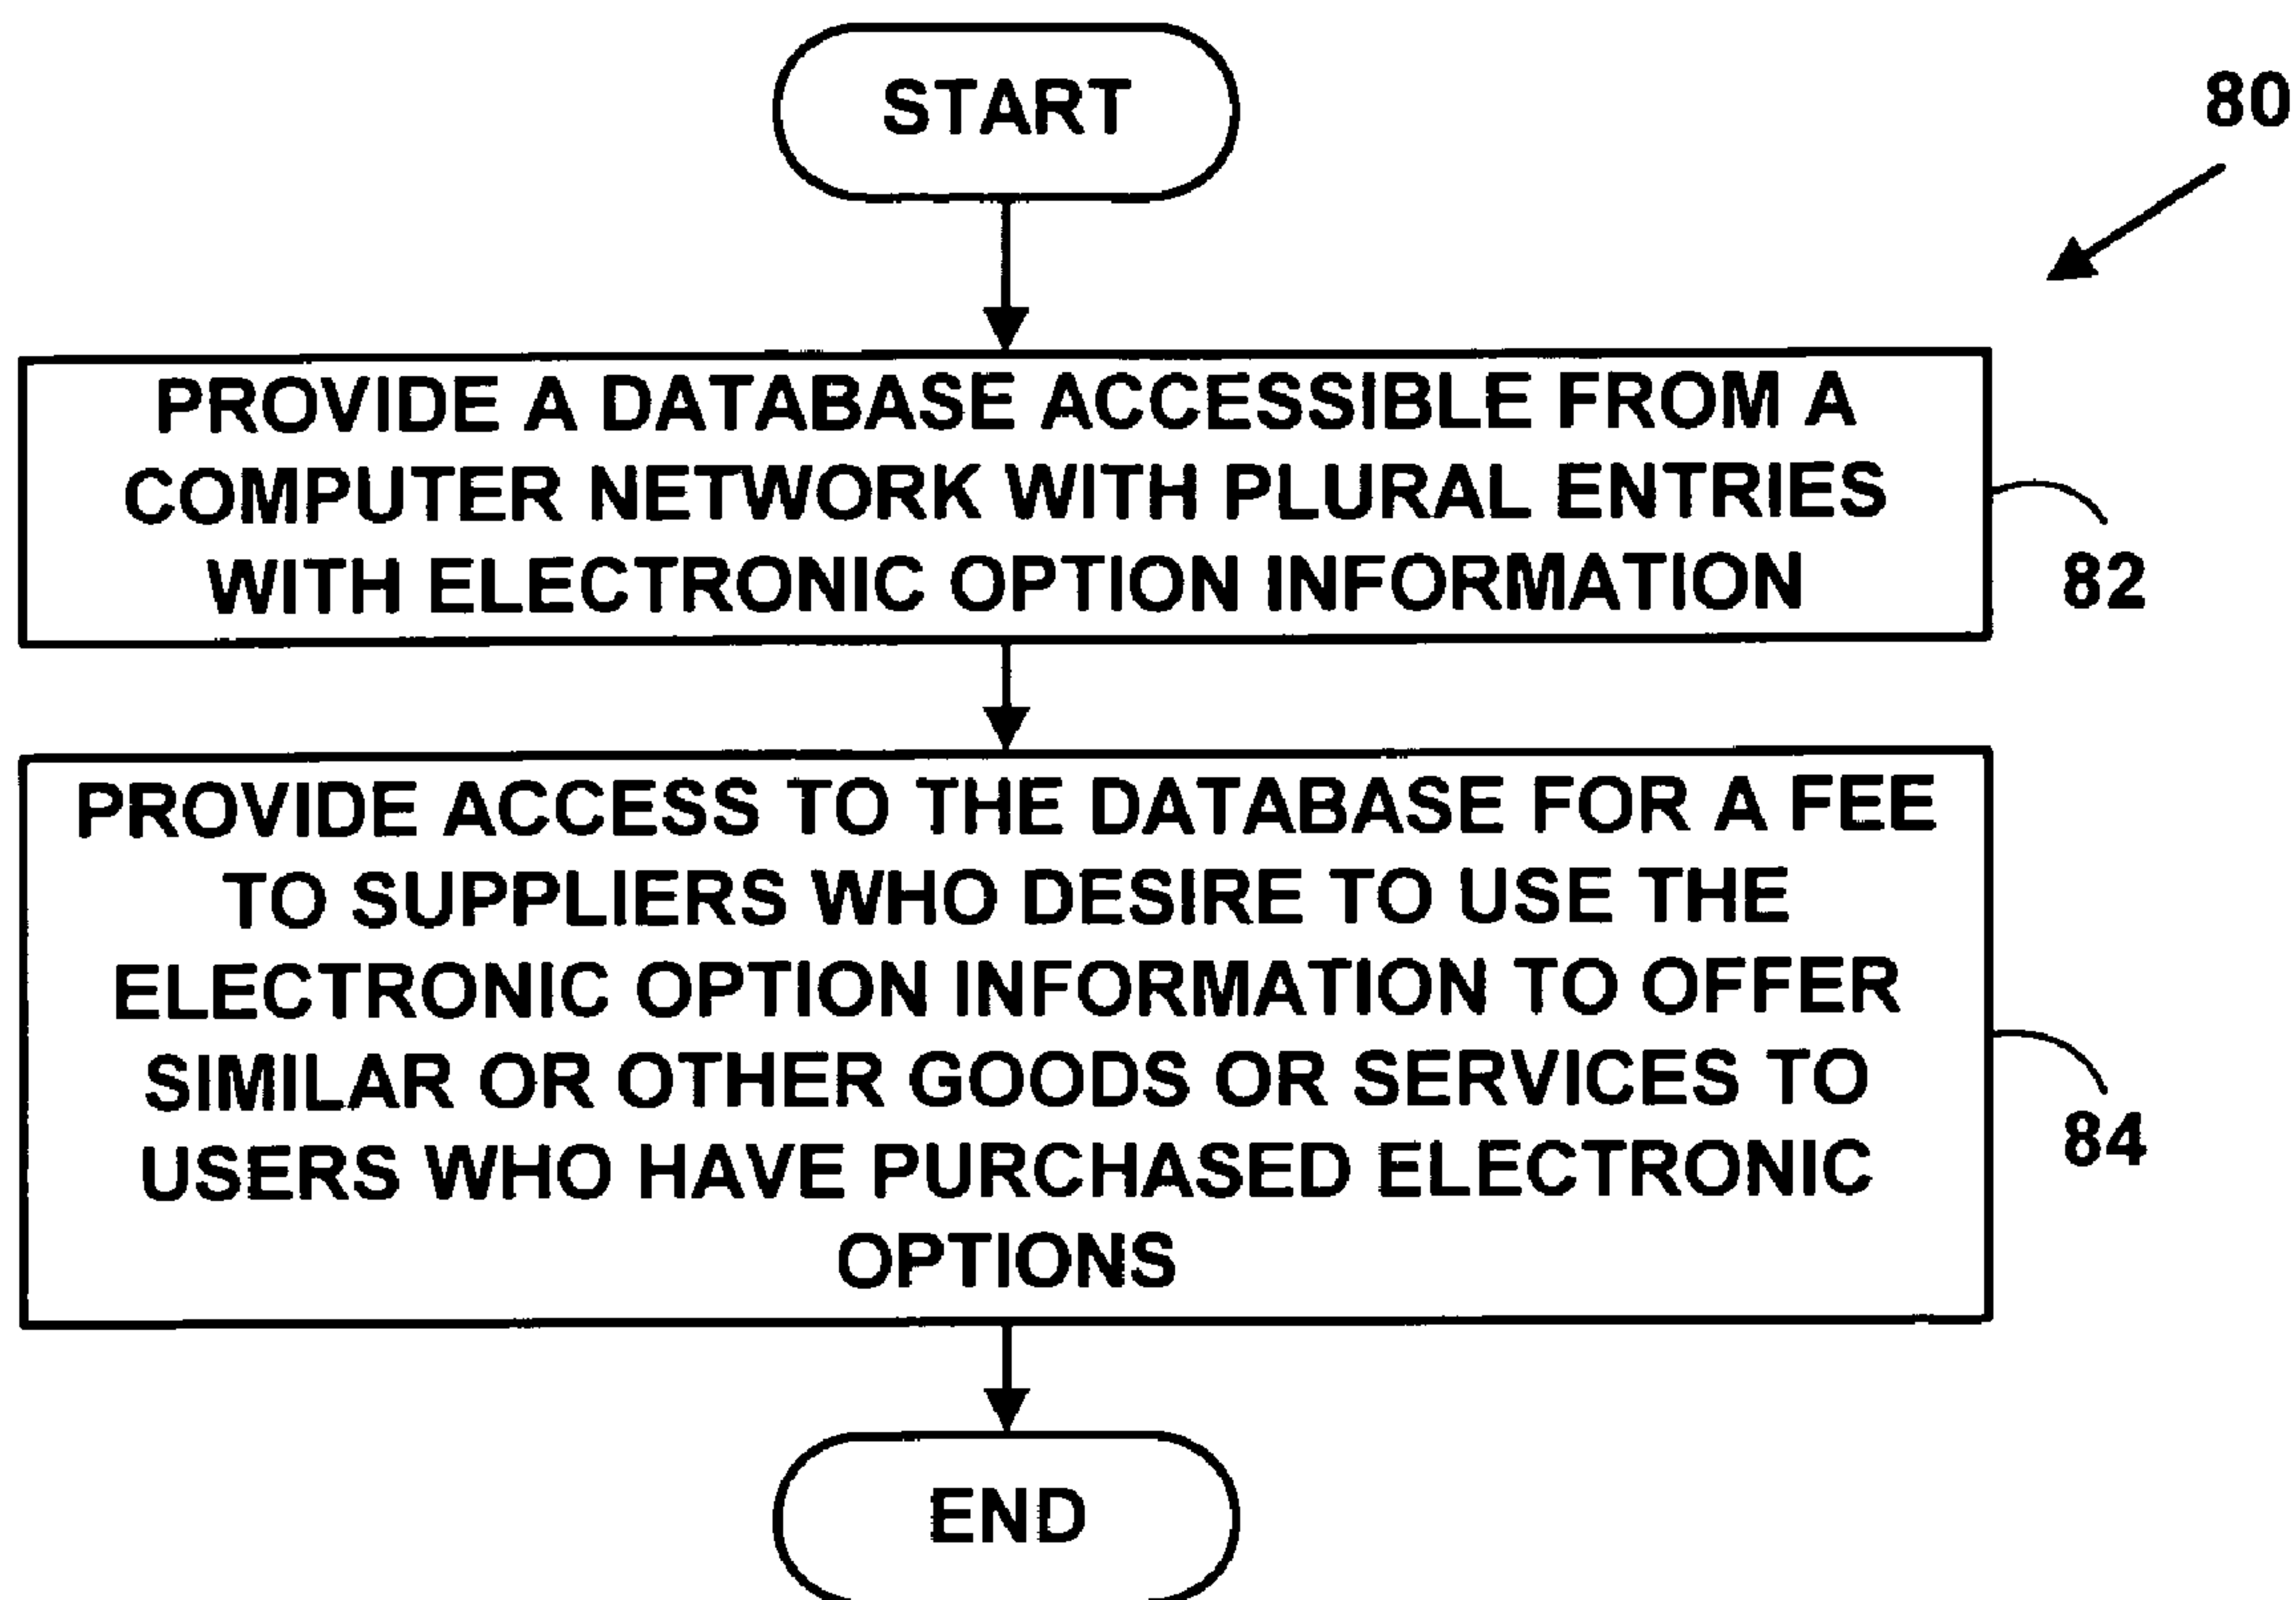 START
80
PROVIDE A DATABASE ACCESSIBLE FROM A
COMPUTER NETWORK WITH PLURAL ENTRIES
WITH ELECTRONIC OPTION INFORMATION
82
PROVIDE ACCESS TO THE DATABASE FOR A FEE
TO SUPPLIERS WHO DESIRE TO USE THE
ELECTRONIC OPTION INFORMATION TO OFFER
SIMILAR OR OTHER GOODS OR SERVICES TO
USERS WHO HAVE PURCHASED ELECTRONIC
OPTIONS
84
END